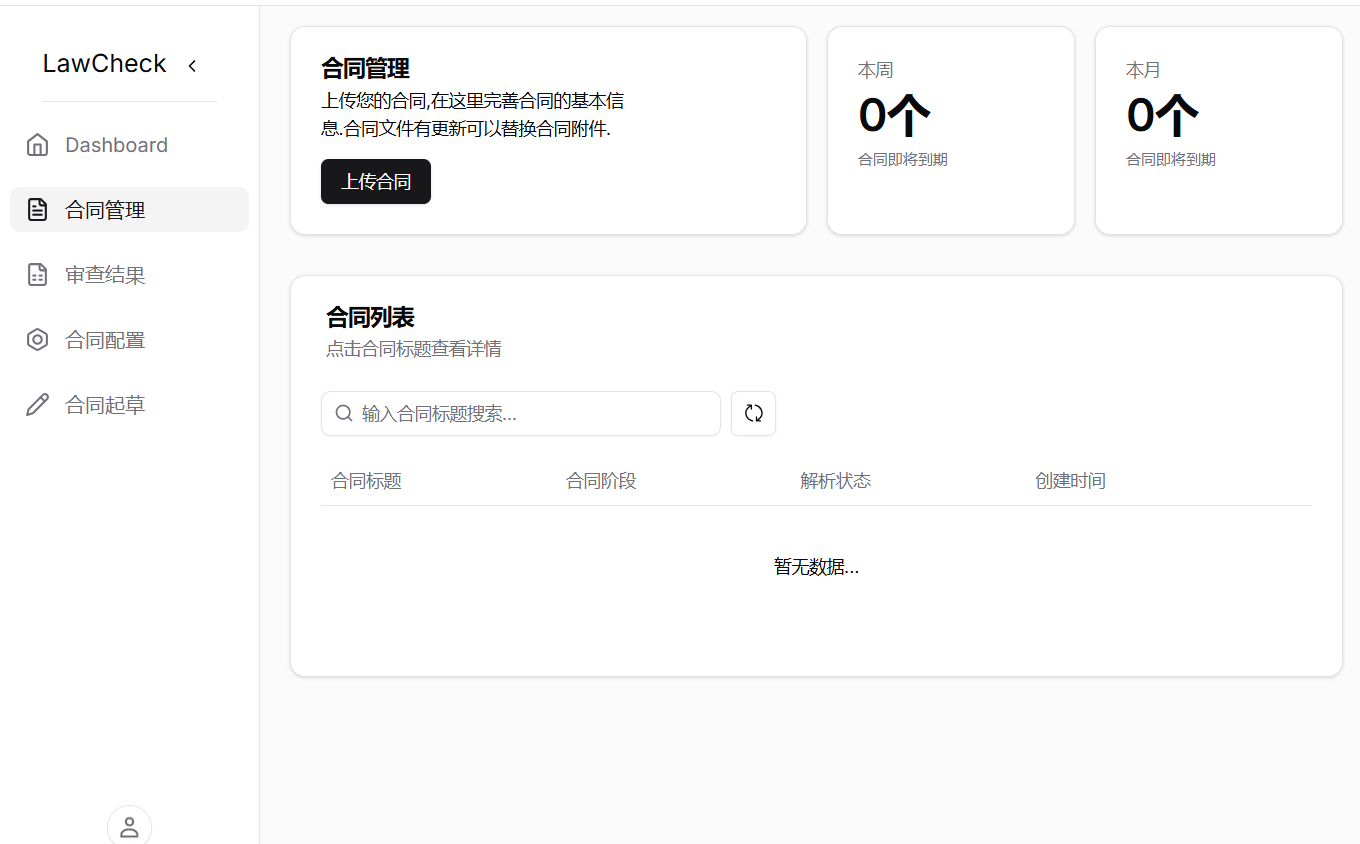 LawCheck
Dashboard
合同管理
审查结果
合同配置
合同起草
合同管理
上传您的合同,在这里完善合同的基本信
息.合同文件有更新可以替换合同附件.
上传合同
本周
0个
合同即将到期
本月
0个
合同即将到期
合同列表
点击合同标题查看详情
输入合同标题搜索...
合同标题 合同阶段 解析状态 创建时间
暂无数据...